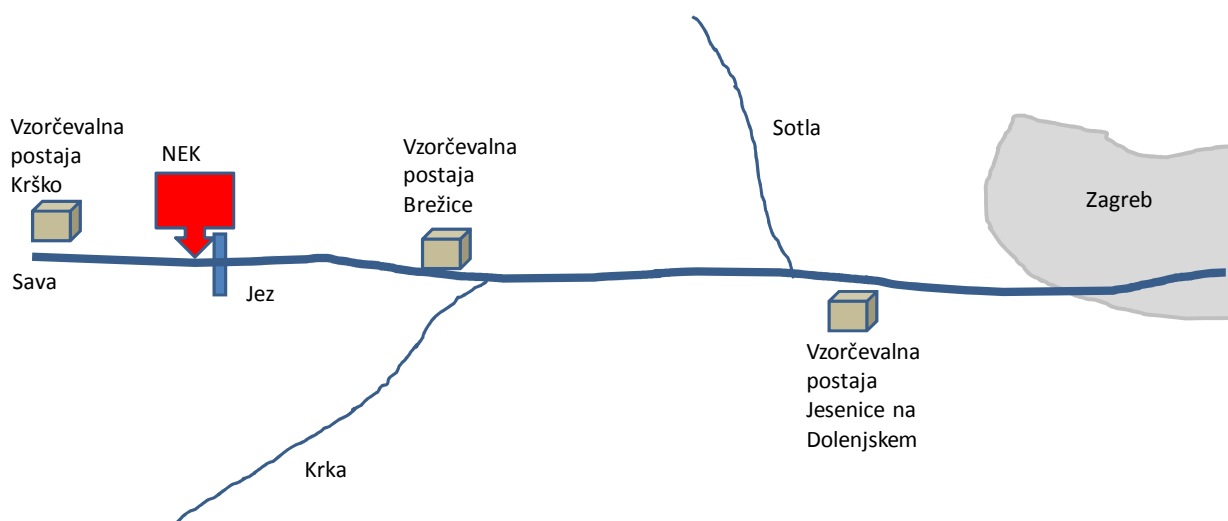 Vzorčevalna
postaja
Krško
NEK
Vzorčevalna
postaja
Brežice
Sotla
Zagreb
Sava
Jez
Vzorčevalna
postaja
Jesenice na
Dolenjskem
Krka